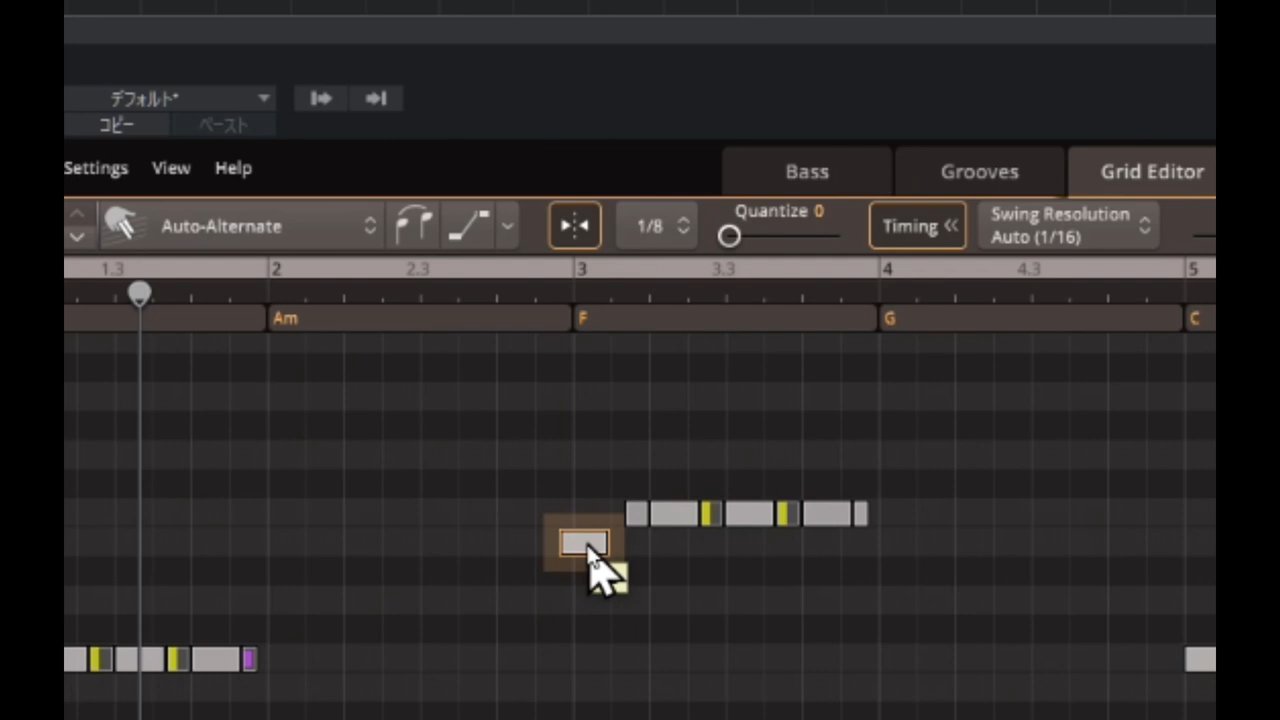 デフォルト*
コピー ペースト
Settings View Help Bass Grooves Grid Editor
Auto-Alternate 1/8 Quantize 0 Timing Swing Resolution
Auto (1/16)
1.3 2 2.3 3 3.3 4 4.3 5
Am F G C